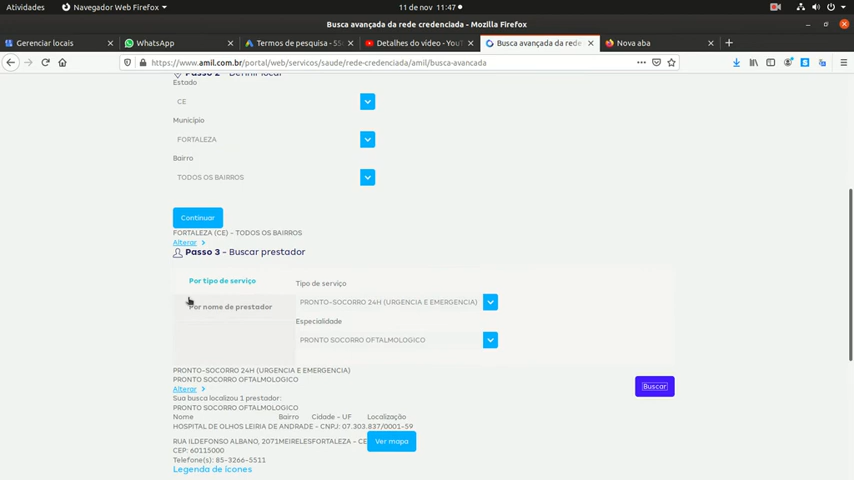 Atividades
Navegador Web Firefox
11 de nov 11:47
Busca avançada da rede credenciada - Mozilla Firefox
Gerenciar locais
WhatsApp
Termos de pesquisa - 55
Detalhes do vídeo - YouT
Busca avançada da rede
Nova aba
https://www.amil.com.br/portal/web/servicos/saude/rede-credenciada/amil/busca-avancada
Passo 2 - Definir local
Estado
CE
Município
FORTALEZA
Bairro
TODOS OS BAIRROS
Continuar
FORTALEZA (CE) - TODOS OS BAIRROS
Alterar
Passo 3 - Buscar prestador
Por tipo de serviço
Tipo de serviço
Por nome de prestador
PRONTO-SOCORRO 24H (URGENCIA E EMERGENCIA)
Especialidade
PRONTO SOCORRO OFTALMOLOGICO
PRONTO-SOCORRO 24H (URGENCIA E EMERGENCIA)
PRONTO SOCORRO OFTALMOLOGICO
Buscar
Alterar
Sua busca localizou 1 prestador:
PRONTO SOCORRO OFTALMOLOGICO
Nome Bairro Cidade - UF Localização
HOSPITAL DE OLHOS LEIRIA DE ANDRADE - CNPJ: 07.303.837/0001-59
RUA ILDEFONSO ALBANO, 2071MEIRELESFORTALEZA - CE
Ver mapa
CEP: 60115000
Telefone(s): 85-3266-5511
Legenda de ícones